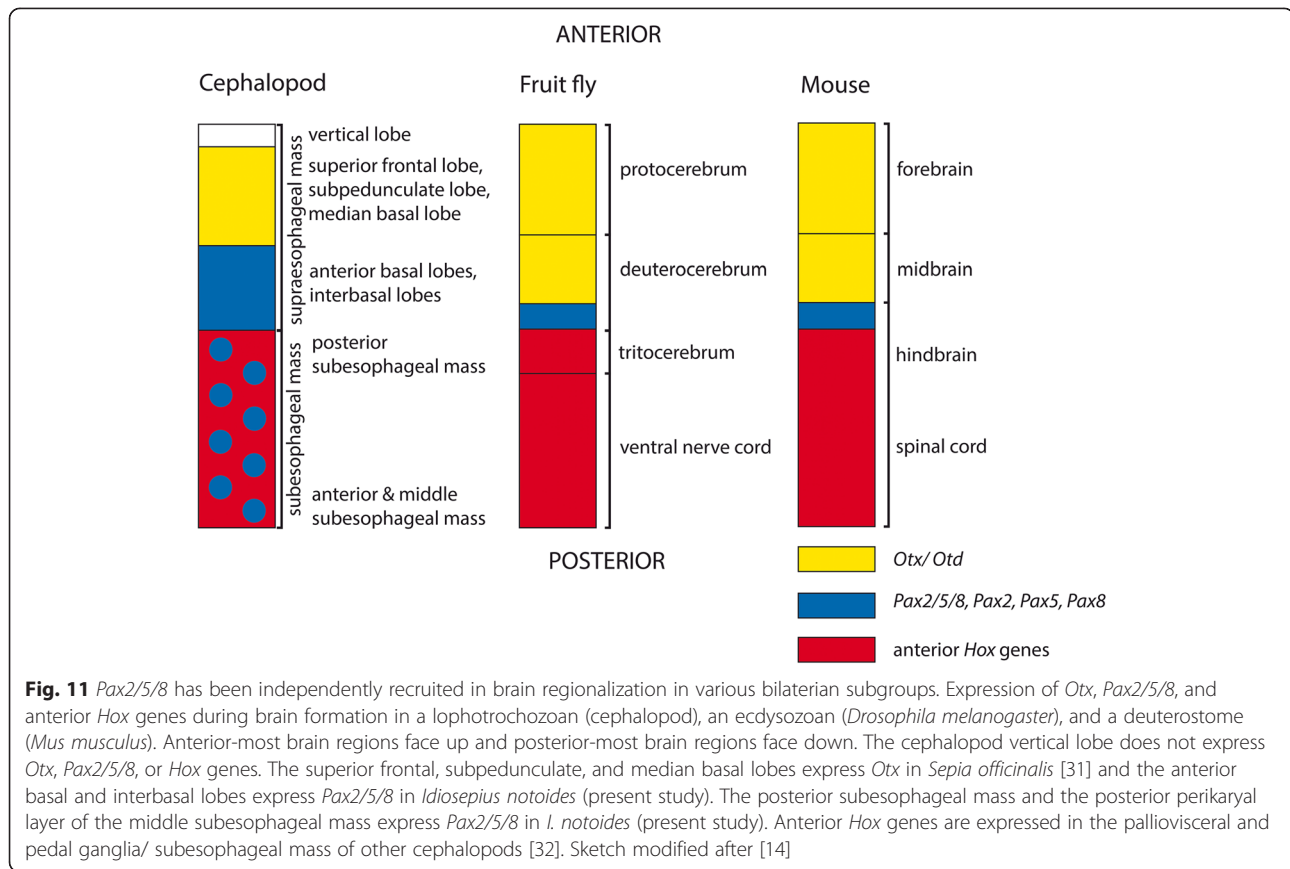 ANTERIOR
Cephalopod
Fruit fly
Mouse
supraesophageal mass
vertical lobe
superior frontal lobe,
subpedunculate lobe,
median basal lobe
anterior basal lobes,
interbasal lobes
subesophageal mass
posterior
subesophageal mass
anterior & middle
subesophageal mass
protocerebrum
deuterocerebrum
tritocerebrum
ventral nerve cord
forebrain
midbrain
hindbrain
spinal cord
POSTERIOR
Otx/ Otd
Pax2/5/8, Pax2, Pax5, Pax8
anterior Hox genes
Fig. 11 Pax2/5/8 has been independently recruited in brain regionalization in various bilaterian subgroups. Expression of Otx, Pax2/5/8, and
anterior Hox genes during brain formation in a lophotrochozoan (cephalopod), an ecdysozoan (Drosophila melanogaster), and a deuterostome
(Mus musculus). Anterior-most brain regions face up and posterior-most brain regions face down. The cephalopod vertical lobe does not express
Otx, Pax2/5/8, or Hox genes. The superior frontal, subpedunculate, and median basal lobes express Otx in Sepia officinalis [31] and the anterior
basal and interbasal lobes express Pax2/5/8 in Idiosepius notoides (present study). The posterior subesophageal mass and the posterior perikaryal
layer of the middle subesophageal mass express Pax2/5/8 in I. notoides (present study). Anterior Hox genes are expressed in the palliovisceral and
pedal ganglia/ subesophageal mass of other cephalopods [32]. Sketch modified after [14]